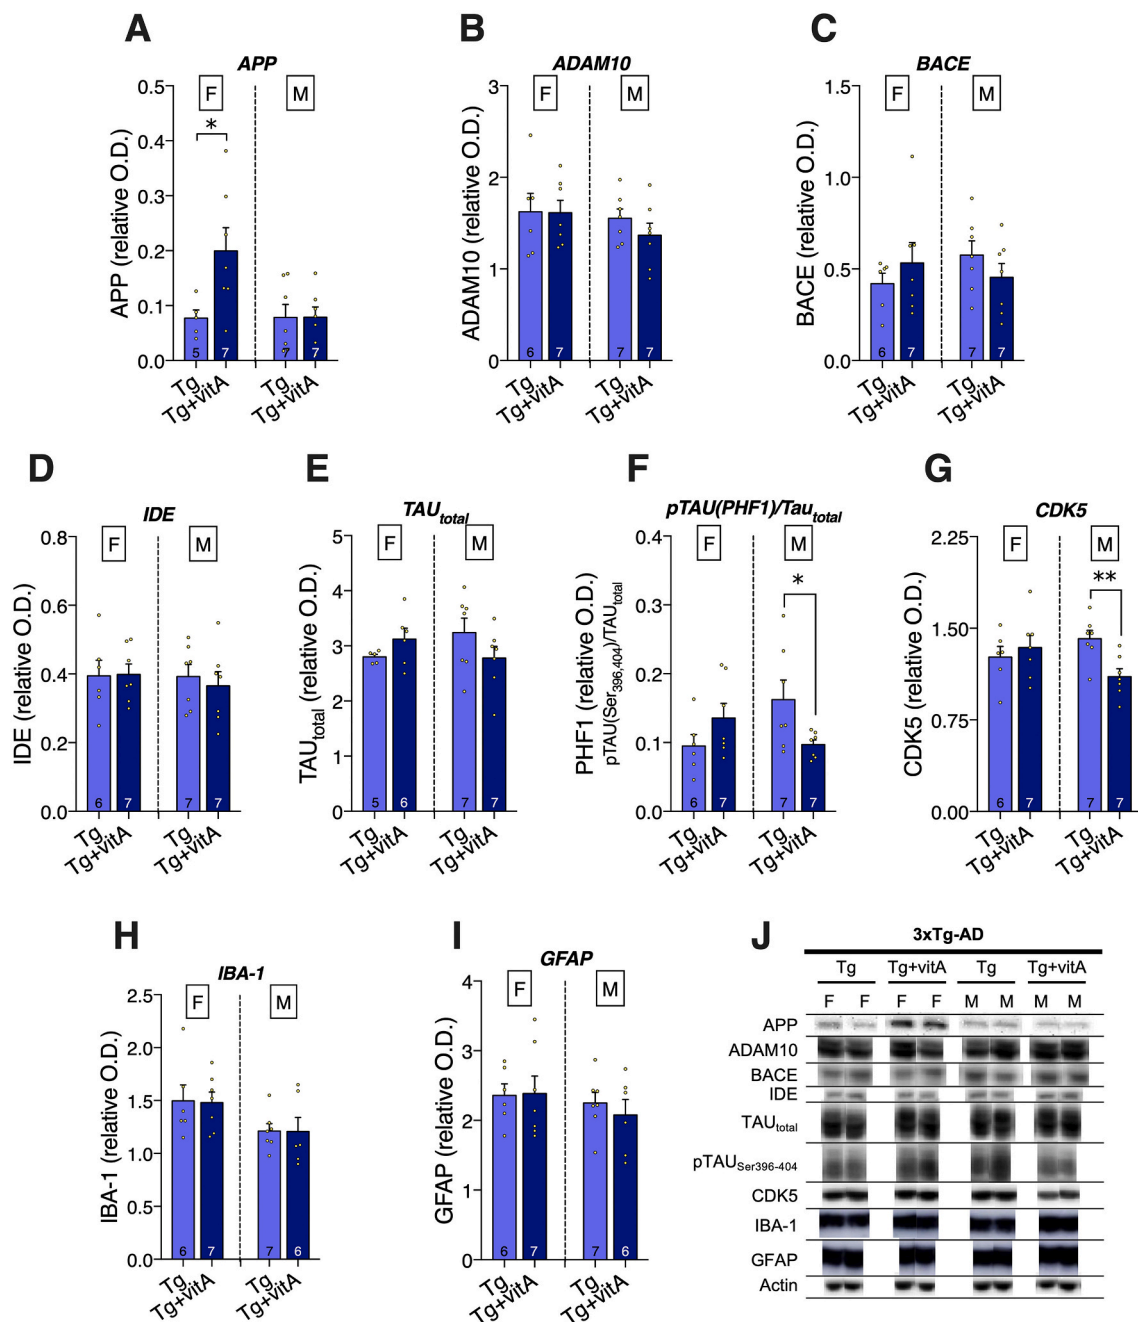 A
APP
APP (relative O.D.)
0.5
0.4
0.3
0.2
0.1
0.0
F
M
*
5
7
7
7
Tg
Tg+vitA
Tg
Tg+vitA
B
ADAM10
ADAM10 (relative O.D.)
3
2
1
0
F
M
6
7
7
7
Tg
Tg+vitA
Tg
Tg+vitA
C
BACE
BACE (relative O.D.)
1.5
1.0
0.5
0.0
F
M
6
7
7
7
Tg
Tg+vitA
Tg
Tg+vitA
D
IDE
IDE (relative O.D.)
0.8
0.6
0.4
0.2
0.0
F
M
6
7
7
7
Tg
Tg+vitA
Tg
Tg+vitA
E
TAUtotal
TAUtotal (relative O.D.)
5
4
3
2
1
0
F
M
5
6
7
7
Tg
Tg+vitA
Tg
Tg+vitA
F
pTAU(PHF1)/Tautotal
PHF1 (relative O.D.)
pTAU(Ser396,404)/TAUtotal
0.4
0.3
0.2
0.1
0.0
F
M
*
6
7
7
7
Tg
Tg+vitA
Tg
Tg+vitA
G
CDK5
CDK5 (relative O.D.)
2.25
1.50
0.75
0.00
F
M
**
6
7
7
7
Tg
Tg+vitA
Tg
Tg+vitA
H
IBA-1
IBA-1 (relative O.D.)
2.5
2.0
1.5
1.0
0.5
0.0
F
M
6
7
7
6
Tg
Tg+vitA
Tg
Tg+vitA
I
GFAP
GFAP (relative O.D.)
4
3
2
1
0
F
M
6
7
7
6
Tg
Tg+vitA
Tg
Tg+vitA
J
3xTg-AD
Tg Tg+vitA Tg Tg+vitA
F F F F M M M M
APP
ADAM10
BACE
IDE
TAUtotal
pTAUSer396-404
CDK5
IBA-1
GFAP
Actin